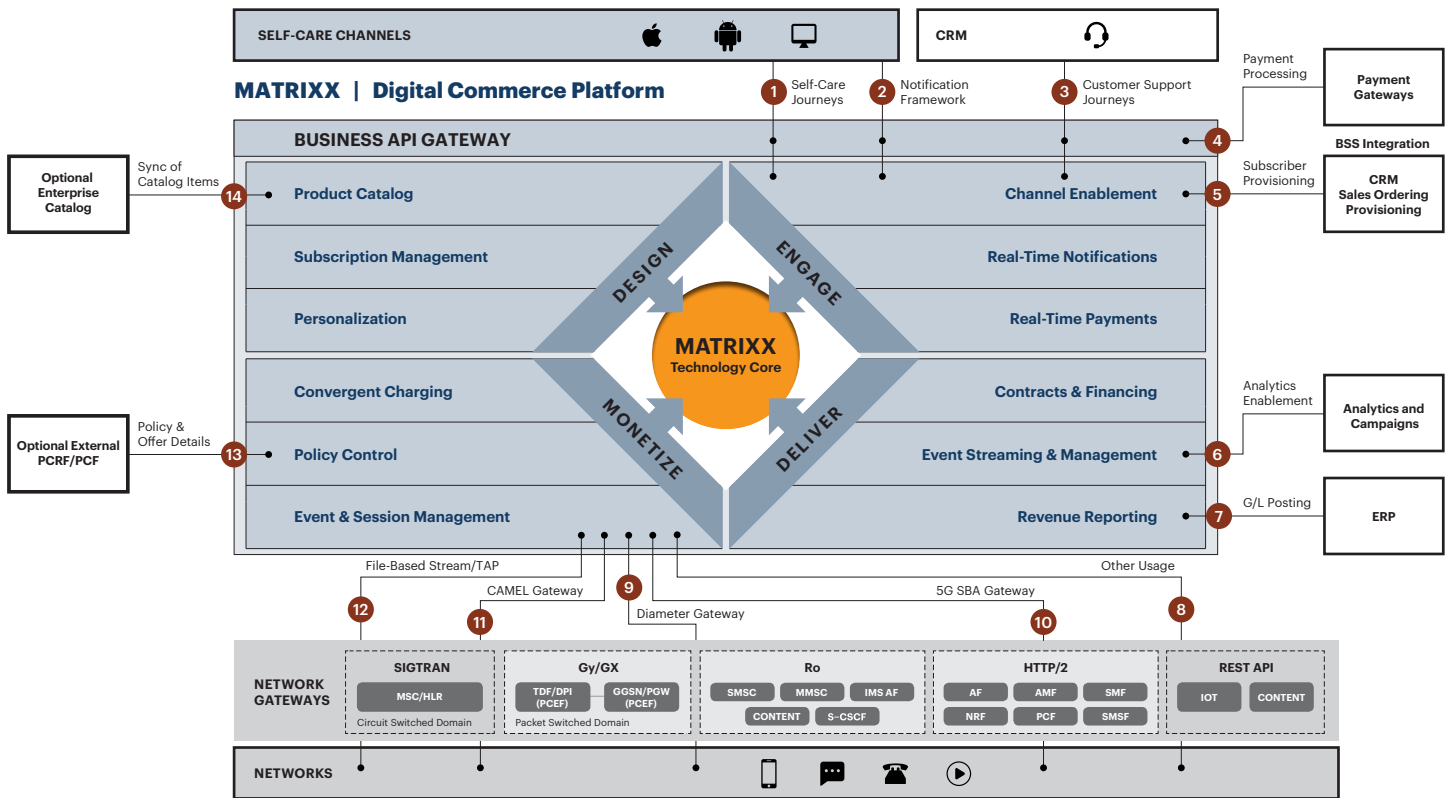 SELF-CARE CHANNELS
CRM
MATRIXX | Digital Commerce Platform
1
Self-Care
Journeys
2
Notification
Framework
3
Customer Support
Journeys
Payment
Processing
Payment
Gateways
BUSINESS API GATEWAY
4
BSS Integration
Optional
Enterprise
Catalog
Sync of
Catalog Items
14
Product Catalog
Channel Enablement
5
Subscriber
Provisioning
CRM
Sales Ordering
Provisioning
Subscription Management
Real-Time Notifications
Personalization
Real-Time Payments
DESIGN
ENGAGE
MATRIXX
Technology Core
MONETIZE
DELIVER
Convergent Charging
Contracts & Financing
Analytics
Enablement
Analytics and
Campaigns
Optional External
PCRF/PCF
Policy &
Offer Details
13
Policy Control
Event Streaming & Management
6
Event & Session Management
Revenue Reporting
7
G/L Posting
ERP
File-Based Stream/TAP
12
CAMEL Gateway
11
9
Diameter Gateway
5G SBA Gateway
10
Other Usage
8
NETWORK
GATEWAYS
SIGTRAN
MSC/HLR
Circuit Switched Domain
Gy/GX
TDF/DPI
(PCEF)
GGSN/PGW
(PCEF)
Packet Switched Domain
Ro
SMSC
MMSC
IMS AF
CONTENT
S-CSCF
HTTP/2
AF
AMF
SMF
NRF
PCF
SMSF
REST API
IOT
CONTENT
NETWORKS